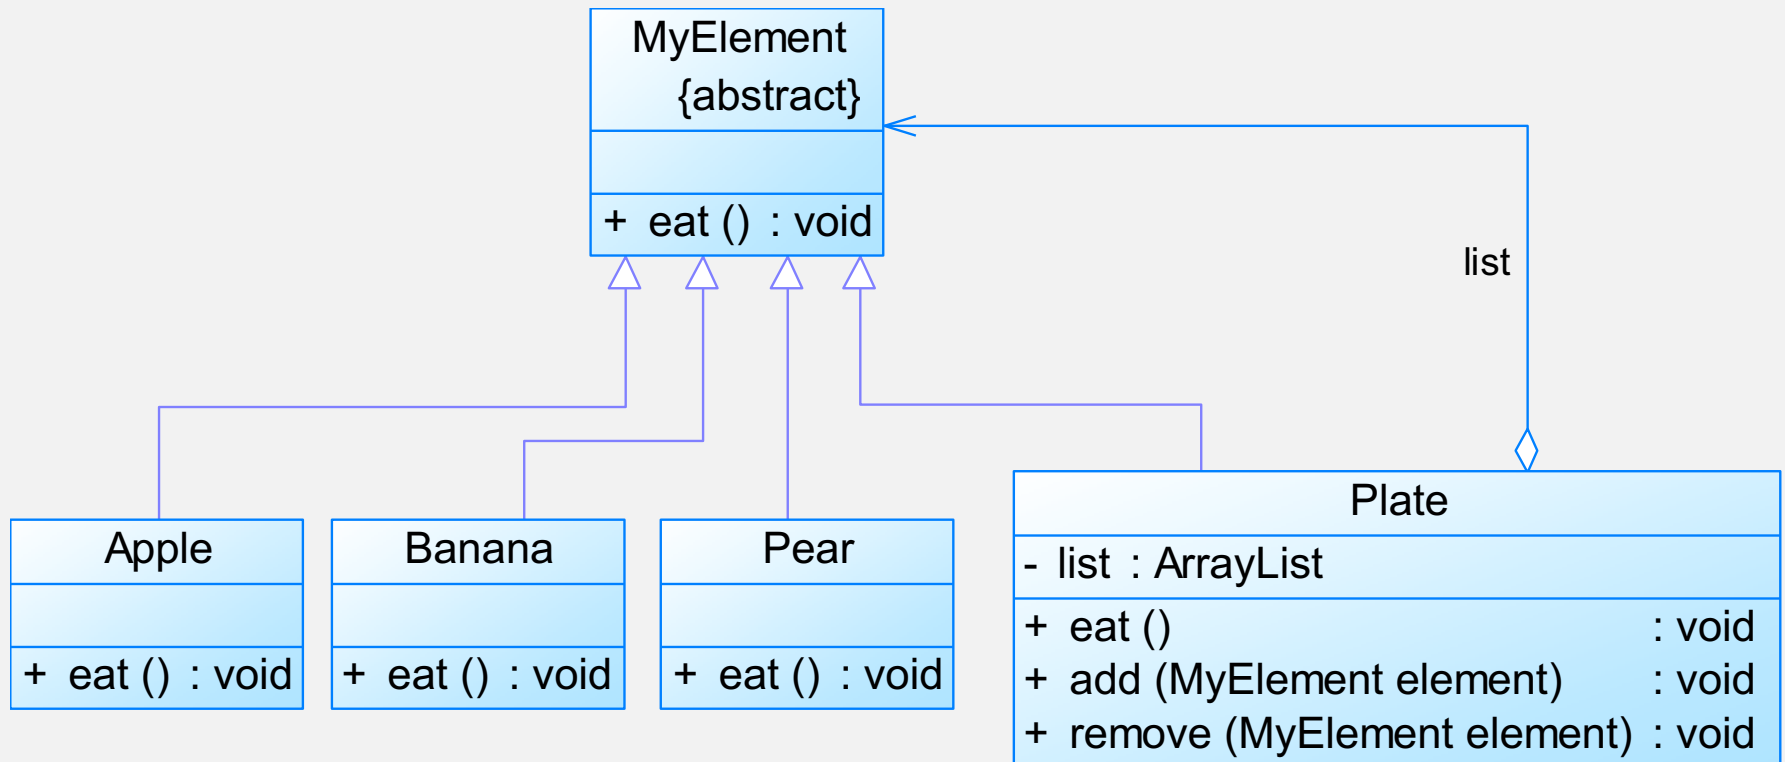 MyElement
{abstract}
+ eat () : void
list
Apple
+ eat () : void
Banana
+ eat () : void
Pear
+ eat () : void
Plate
- list : ArrayList
+ eat () : void
+ add (MyElement element) : void
+ remove (MyElement element) : void